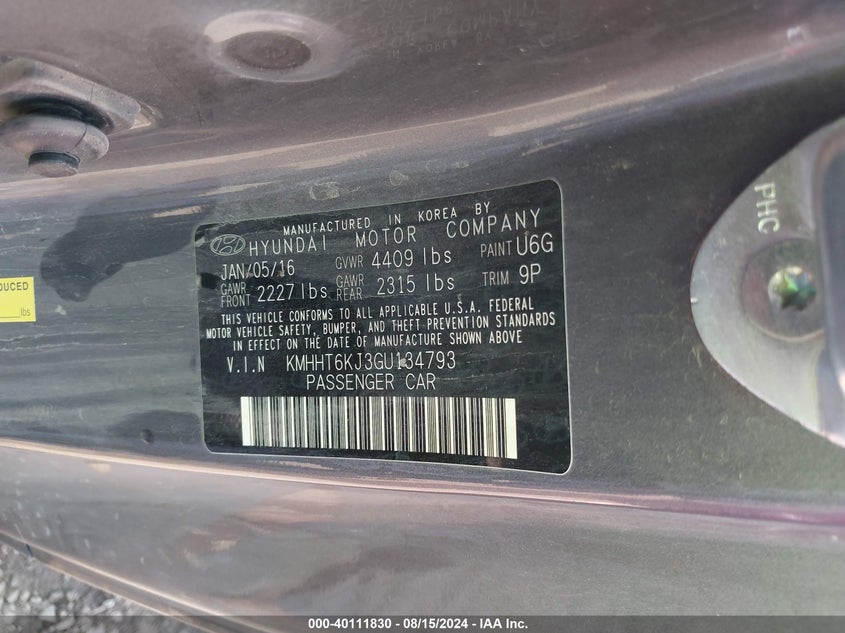 MANUFACTURED IN KOREA BY
HYUNDAI MOTOR COMPANY
JAN/05/16 GVWR 4409 lbs PAINT U6G
GAWR FRONT 2227 lbs GAWR REAR 2315 lbs TRIM 9P
THIS VEHICLE CONFORMS TO ALL APPLICABLE U.S.A. FEDERAL
MOTOR VEHICLE SAFETY, BUMPER, AND THEFT PREVENTION STANDARDS
IN EFFECT ON THE DATE OF MANUFACTURE SHOWN ABOVE
V.I.N KMHHT6KJ3GU134793
PASSENGER CAR
PHC
lbs
000-40111830 - 08/15/2024 - IAA Inc.